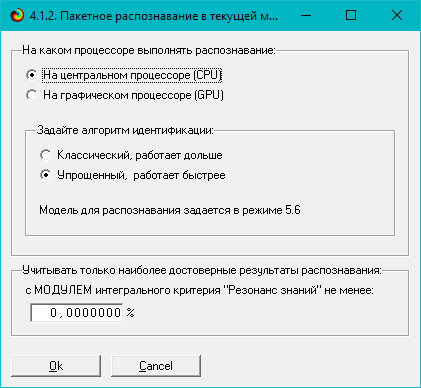 4.1.2. Пакетное распознавание в текущей м...
На каком процессоре выполнять распознавание:
На центральном процессоре (CPU)
На графическом процессоре (GPU)
Задайте алгоритм идентификации:
Классический, работает дольше
Упрощенный, работает быстрее
Модель для распознавания задается в режиме 5.6
Учитывать только наиболее достоверные результаты распознавания:
с МОДУЛЕМ интегрального критерия "Резонанс знаний" не менее:
0,0000000 %
Ok Cancel